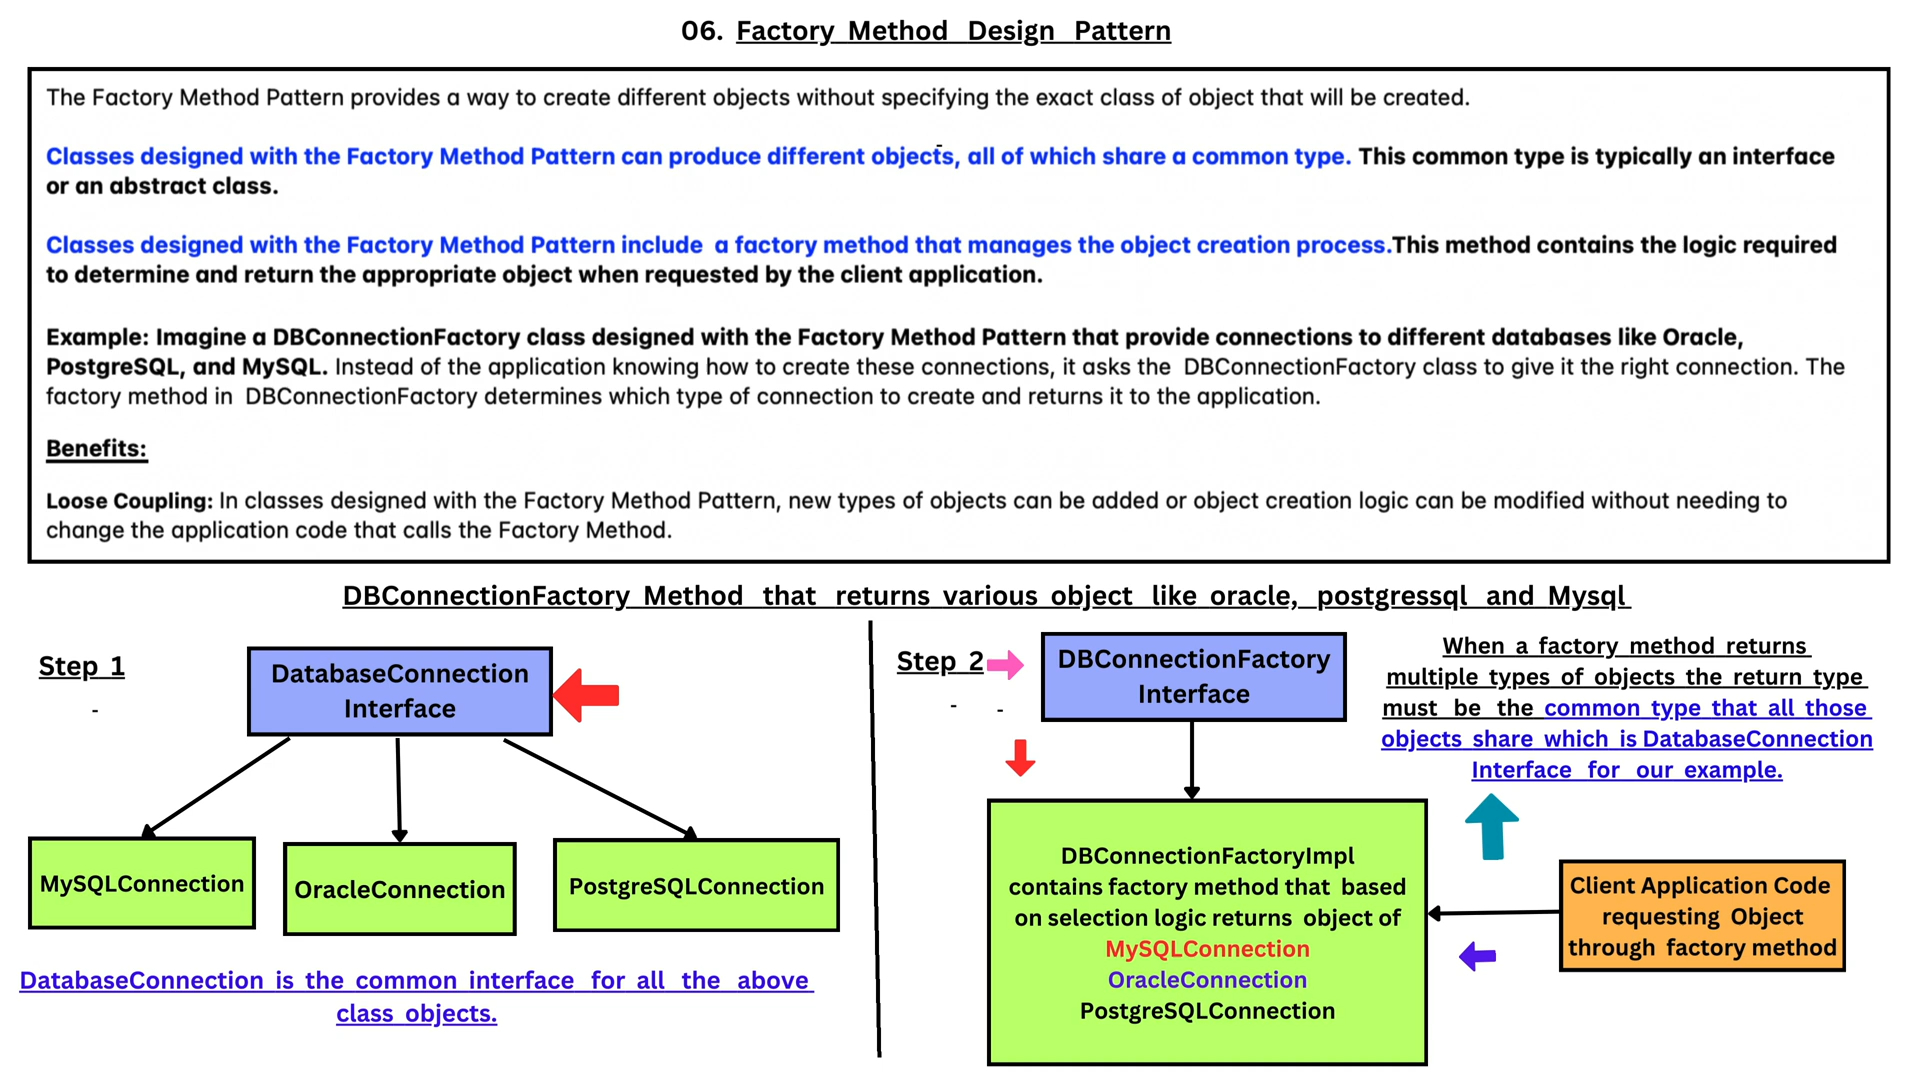 06. Factory Method Design Pattern
The Factory Method Pattern provides a way to create different objects without specifying the exact class of object that will be created.
Classes designed with the Factory Method Pattern can produce different objects, all of which share a common type. This common type is typically an interface
or an abstract class.
Classes designed with the Factory Method Pattern include a factory method that manages the object creation process.This method contains the logic required
to determine and return the appropriate object when requested by the client application.
Example: Imagine a DBConnectionFactory class designed with the Factory Method Pattern that provide connections to different databases like Oracle,
PostgreSQL, and MySQL. Instead of the application knowing how to create these connections, it asks the DBConnectionFactory class to give it the right connection. The
factory method in DBConnectionFactory determines which type of connection to create and returns it to the application.
Benefits:
Loose Coupling: In classes designed with the Factory Method Pattern, new types of objects can be added or object creation logic can be modified without needing to
change the application code that calls the Factory Method.
DBConnectionFactory Method that returns various object like oracle, postgressql and Mysql
Step 1
DatabaseConnection
Interface
MySQLConnection
OracleConnection
PostgreSQLConnection
DatabaseConnection is the common interface for all the above
class objects.
Step 2
DBConnectionFactory
Interface
When a factory method returns
multiple types of objects the return type
must be the common type that all those
objects share which is DatabaseConnection
Interface for our example.
DBConnectionFactoryImpl
contains factory method that based
on selection logic returns object of
MySQLConnection
OracleConnection
PostgreSQLConnection
Client Application Code
requesting Object
through factory method